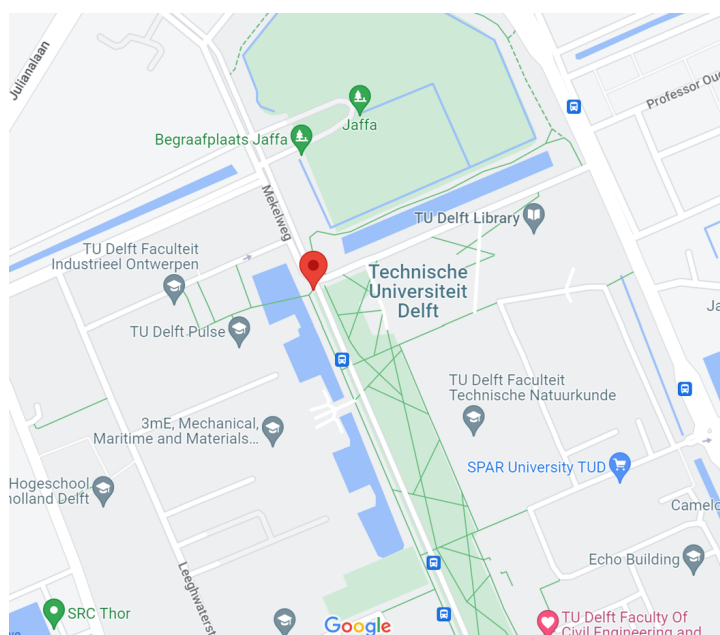 Julianalaan
Professor Oud
Jaffa
Begraafplaats Jaffa
Mekelweg
TU Delft Library
TU Delft Faculteit
Industrieel Ontwerpen
Technische
Universiteit
Delft
Ja
TU Delft Pulse
TU Delft Faculteit
Technische Natuurkunde
3mE, Mechanical,
Maritime and Materials...
SPAR University TUD
Hogeschool
holland Delft
Camelo
Echo Building
Leeghwaterst
SRC Thor
Google
TU Delft Faculty Of
Civil Engineering and